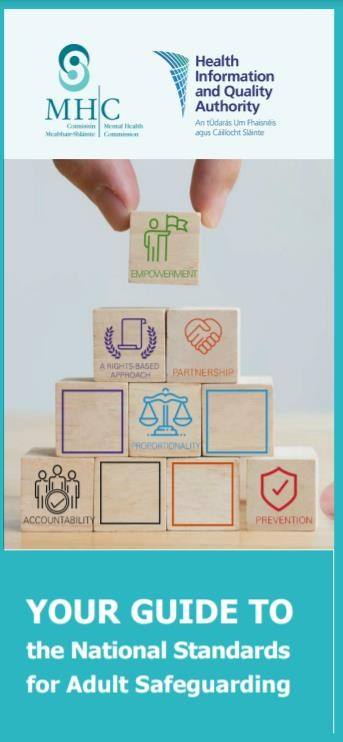 MHC
Coimisiún
Meabhair-Shláinte
Mental Health
Commission
Health
Information
and Quality
Authority
An tÚdarás Um Fhaisnéis
agus Cáilíocht Sláinte
EMPOWERMENT
A RIGHTS-BASED
APPROACH
PARTNERSHIP
PROPORTIONALITY
ACCOUNTABILITY
PREVENTION
YOUR GUIDE TO
the National Standards
for Adult Safeguarding